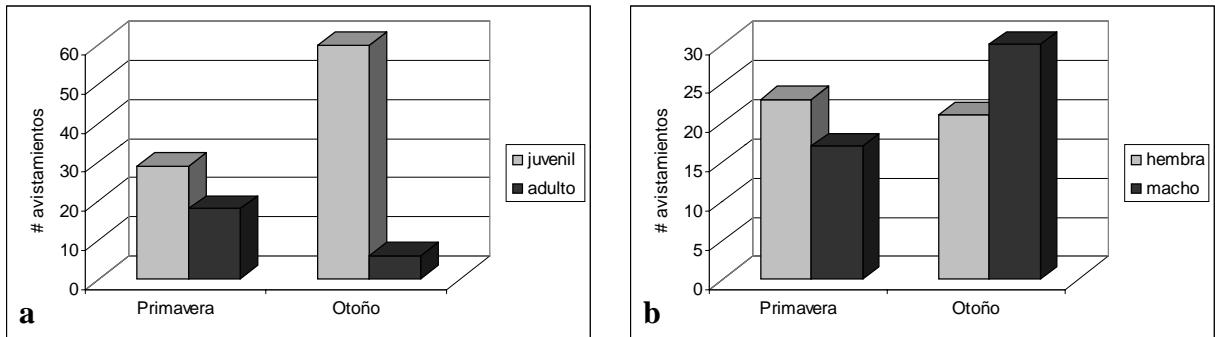 # avistamientos
60
50
40
30
20
10
0
Primavera
Otoño
juvenil
adulto
a
# avistamientos
30
25
20
15
10
5
0
Primavera
Otoño
hembra
macho
b